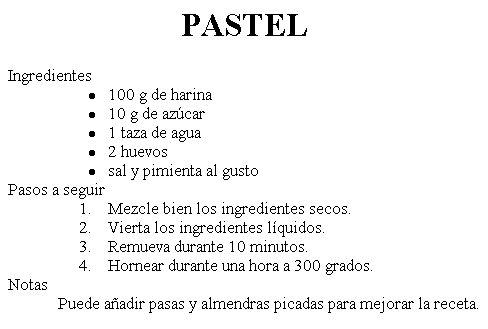 PASTEL
Ingredientes
• 100 g de harina
• 10 g de azúcar
• 1 taza de agua
• 2 huevos
• sal y pimienta al gusto
Pasos a seguir
1. Mezcle bien los ingredientes secos.
2. Vierta los ingredientes líquidos.
3. Remueva durante 10 minutos.
4. Hornear durante una hora a 300 grados.
Notas
Puede añadir pasas y almendras picadas para mejorar la receta.